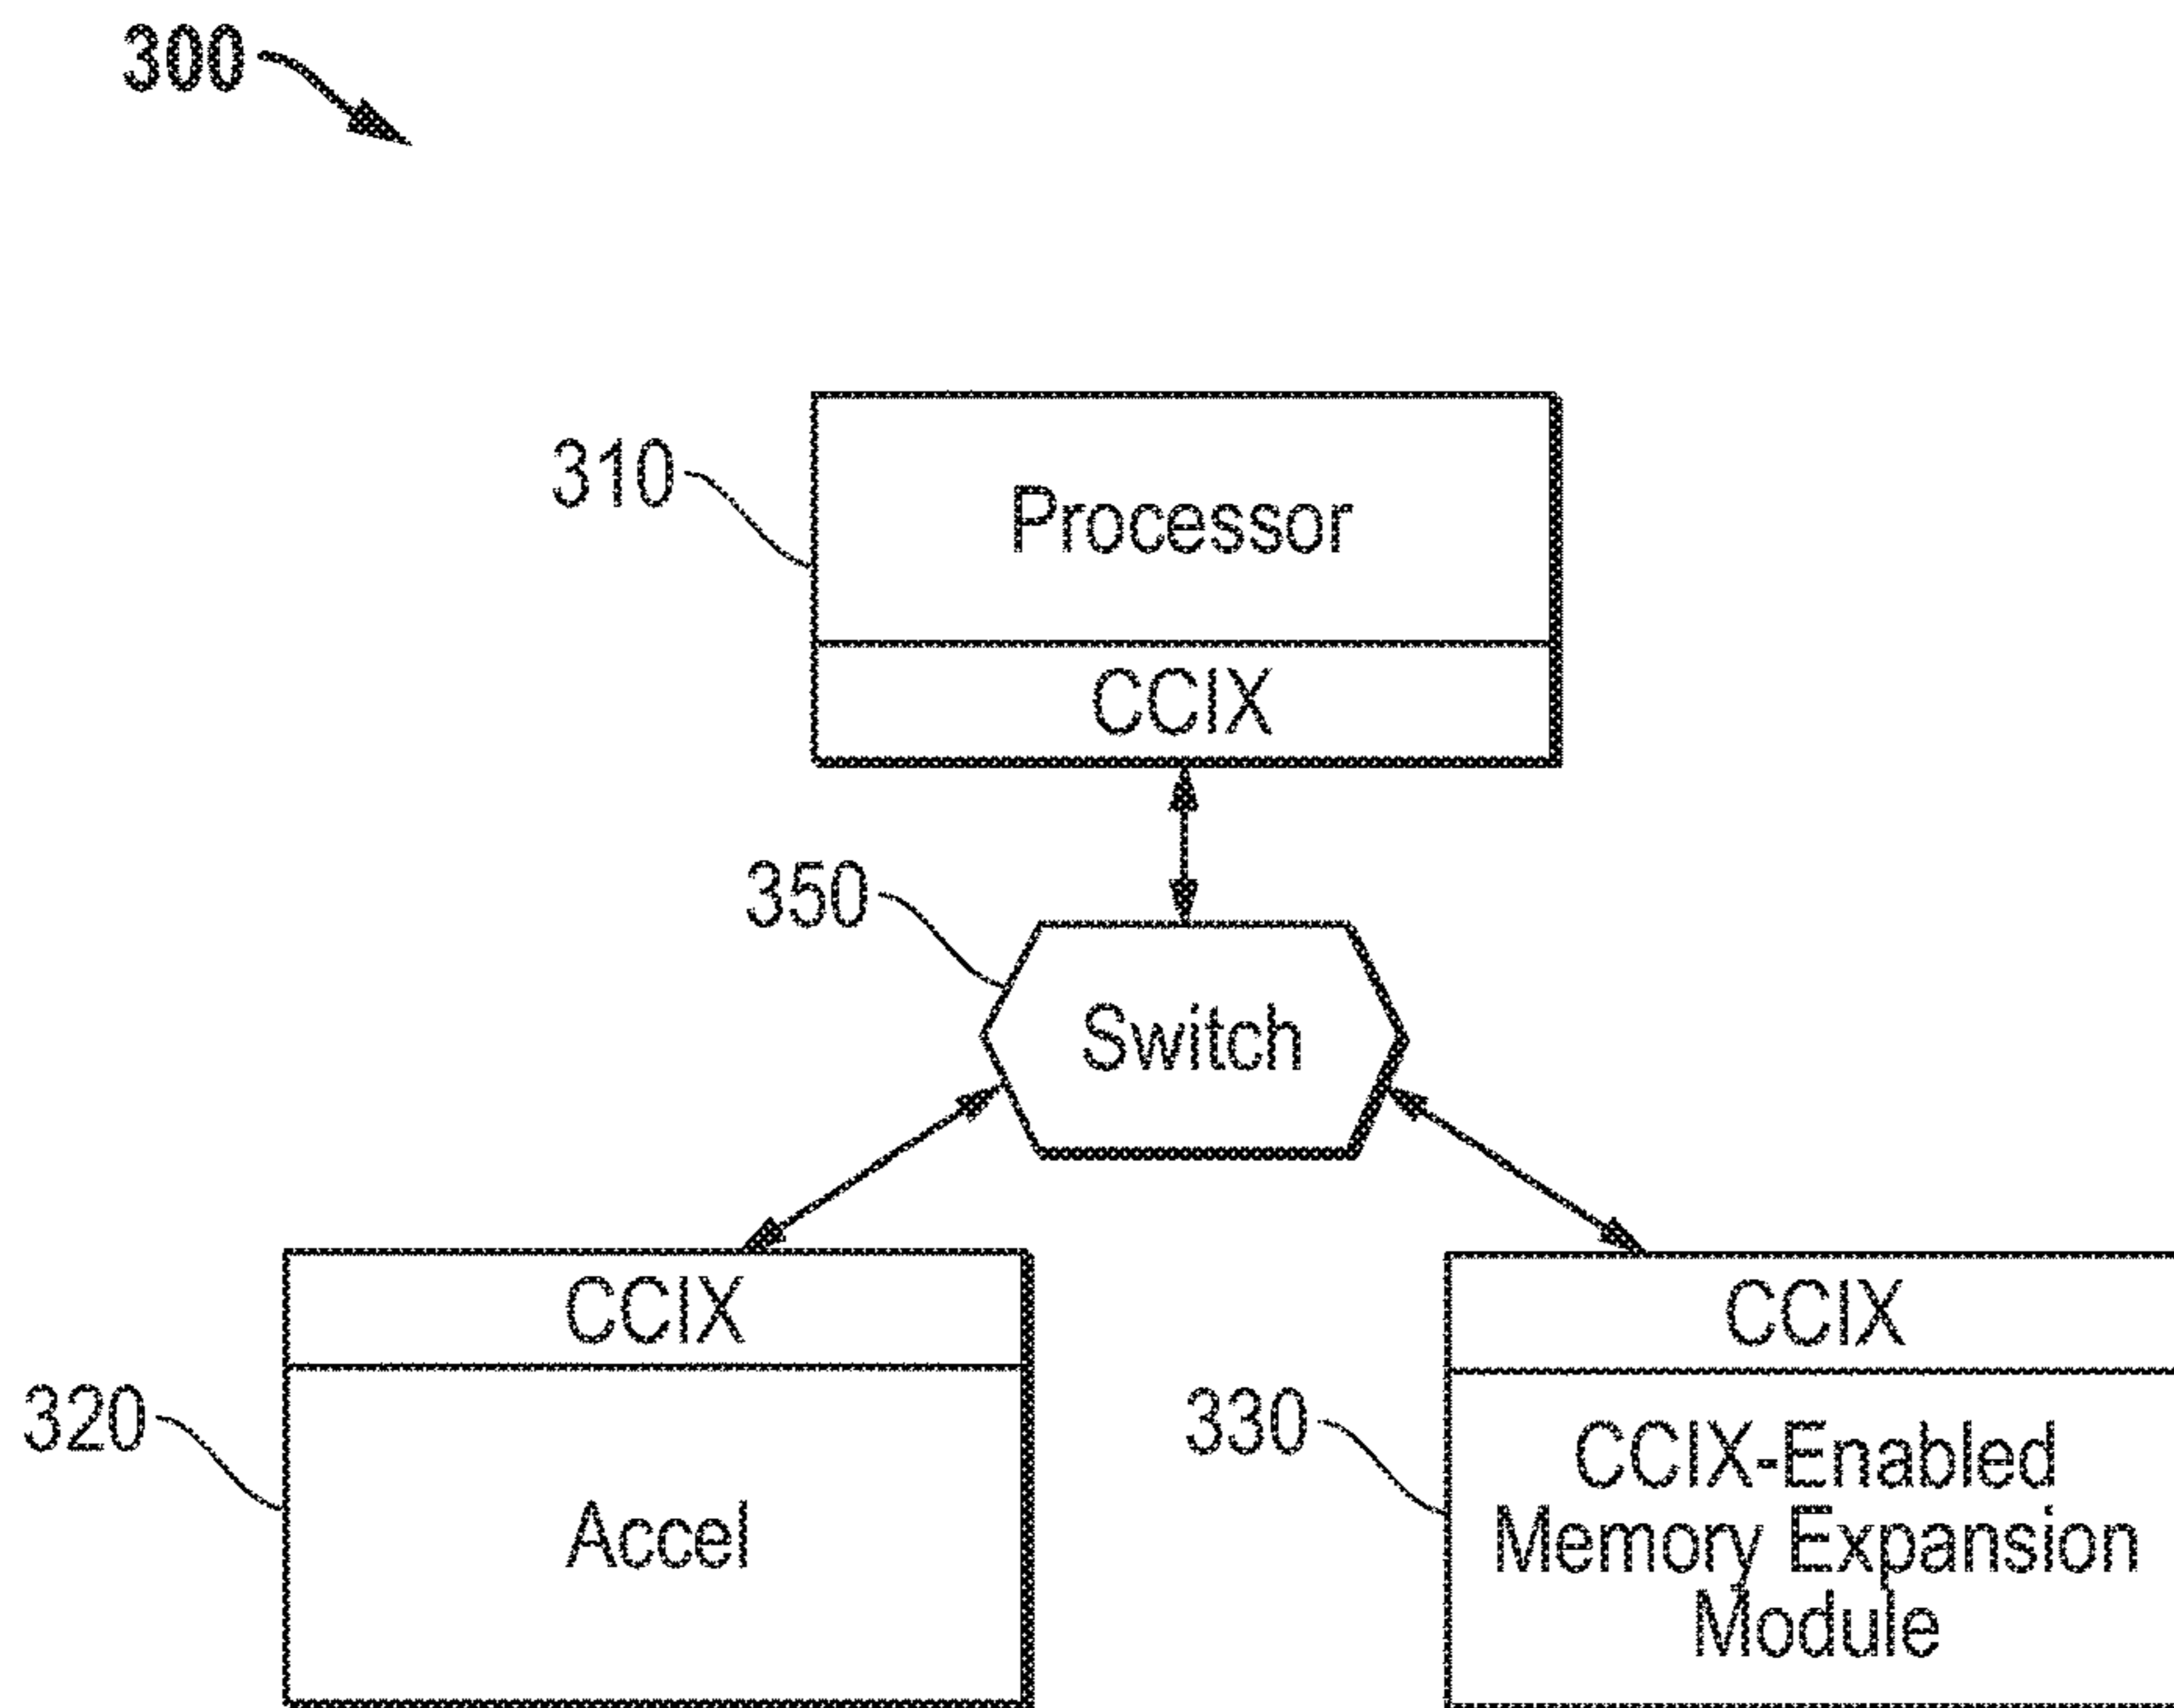 300
310
Processor
CCIX
350
Switch
CCIX
CCIX
320
Accel
330
CCIX-Enabled
Memory Expansion
Module